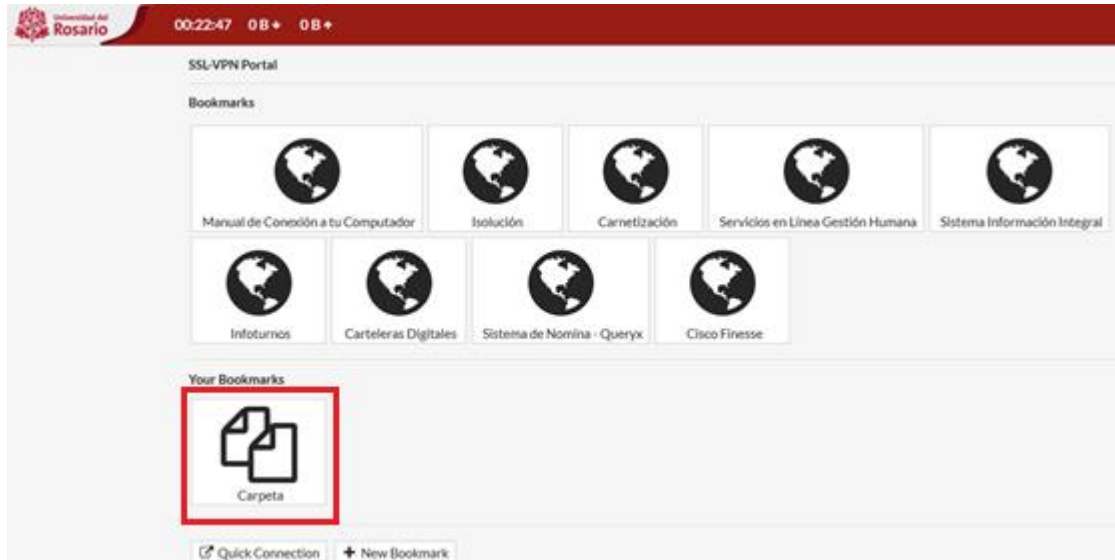 Universidad del
Rosario
00:22:47 0 B 0 B
SSL-VPN Portal
Bookmarks
Manual de Conexión a tu Computador Isolución Carnetización Servicios en Línea Gestión Humana Sistema Información Integral
Infoturnos Carteleras Digitales Sistema de Nomina - Queryx Cisco Finesse
Your Bookmarks
Carpeta
Quick Connection + New Bookmark